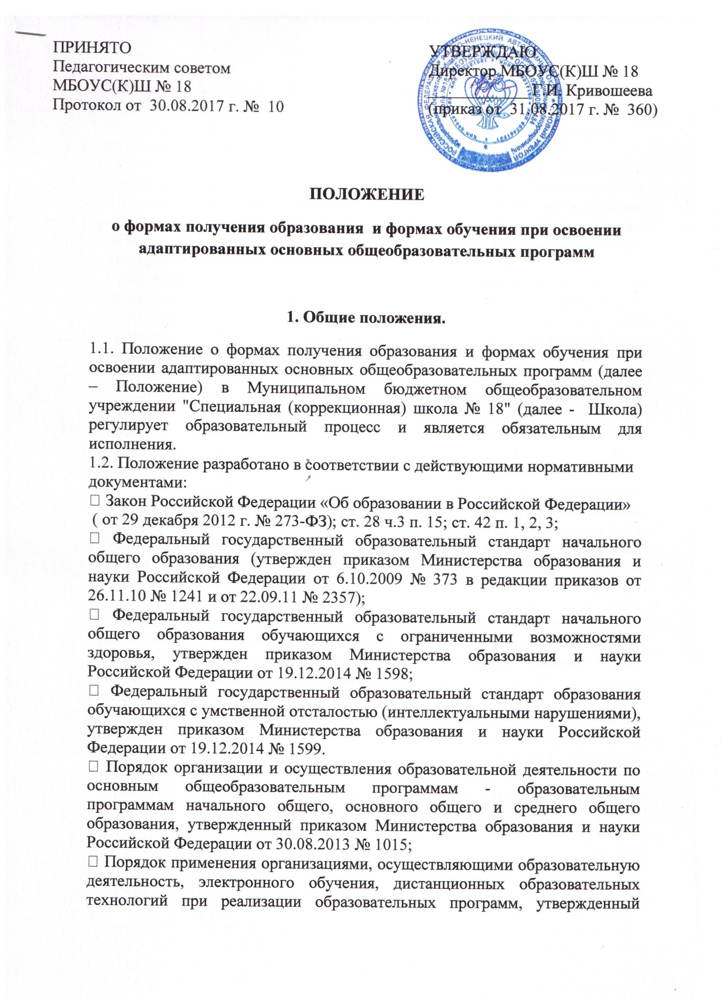 ПРИНЯТО
Педагогическим советом
МБОУС(К)Ш № 18
Протокол от 30.08.2017 г. № 10
УТВЕРЖДАЮ
Директор МБОУС(К)Ш № 18
____________Г.И. Кривошеева
(приказ от 31.08.2017 г. № 360)
РОССИЙСКАЯ ФЕДЕРАЦИЯ * ЯМАЛО-НЕНЕЦКИЙ АВТОНОМНЫЙ ОКРУГ * г. НОВЫЙ УРЕНГОЙ
ПОЛОЖЕНИЕ
о формах получения образования и формах обучения при освоении
адаптированных основных общеобразовательных программ
1. Общие положения.
1.1. Положение о формах получения образования и формах обучения при
освоении адаптированных основных общеобразовательных программ (далее
– Положение) в Муниципальном бюджетном общеобразовательном
учреждении "Специальная (коррекционная) школа № 18" (далее - Школа)
регулирует образовательный процесс и является обязательным для
исполнения.
1.2. Положение разработано в соответствии с действующими нормативными
документами:
 Закон Российской Федерации «Об образовании в Российской Федерации»
( от 29 декабря 2012 г. № 273-ФЗ); ст. 28 ч.3 п. 15; ст. 42 п. 1, 2, 3;
 Федеральный государственный образовательный стандарт начального
общего образования (утвержден приказом Министерства образования и
науки Российской Федерации от 6.10.2009 № 373 в редакции приказов от
26.11.10 № 1241 и от 22.09.11 № 2357);
 Федеральный государственный образовательный стандарт начального
общего образования обучающихся с ограниченными возможностями
здоровья, утвержден приказом Министерства образования и науки
Российской Федерации от 19.12.2014 № 1598;
 Федеральный государственный образовательный стандарт образования
обучающихся с умственной отсталостью (интеллектуальными нарушениями),
утвержден приказом Министерства образования и науки Российской
Федерации от 19.12.2014 № 1599.
 Порядок организации и осуществления образовательной деятельности по
основным общеобразовательным программам - образовательным
программам начального общего, основного общего и среднего общего
образования, утвержденный приказом Министерства образования и науки
Российской Федерации от 30.08.2013 № 1015;
 Порядок применения организациями, осуществляющими образовательную
деятельность, электронного обучения, дистанционных образовательных
технологий при реализации образовательных программ, утвержденный